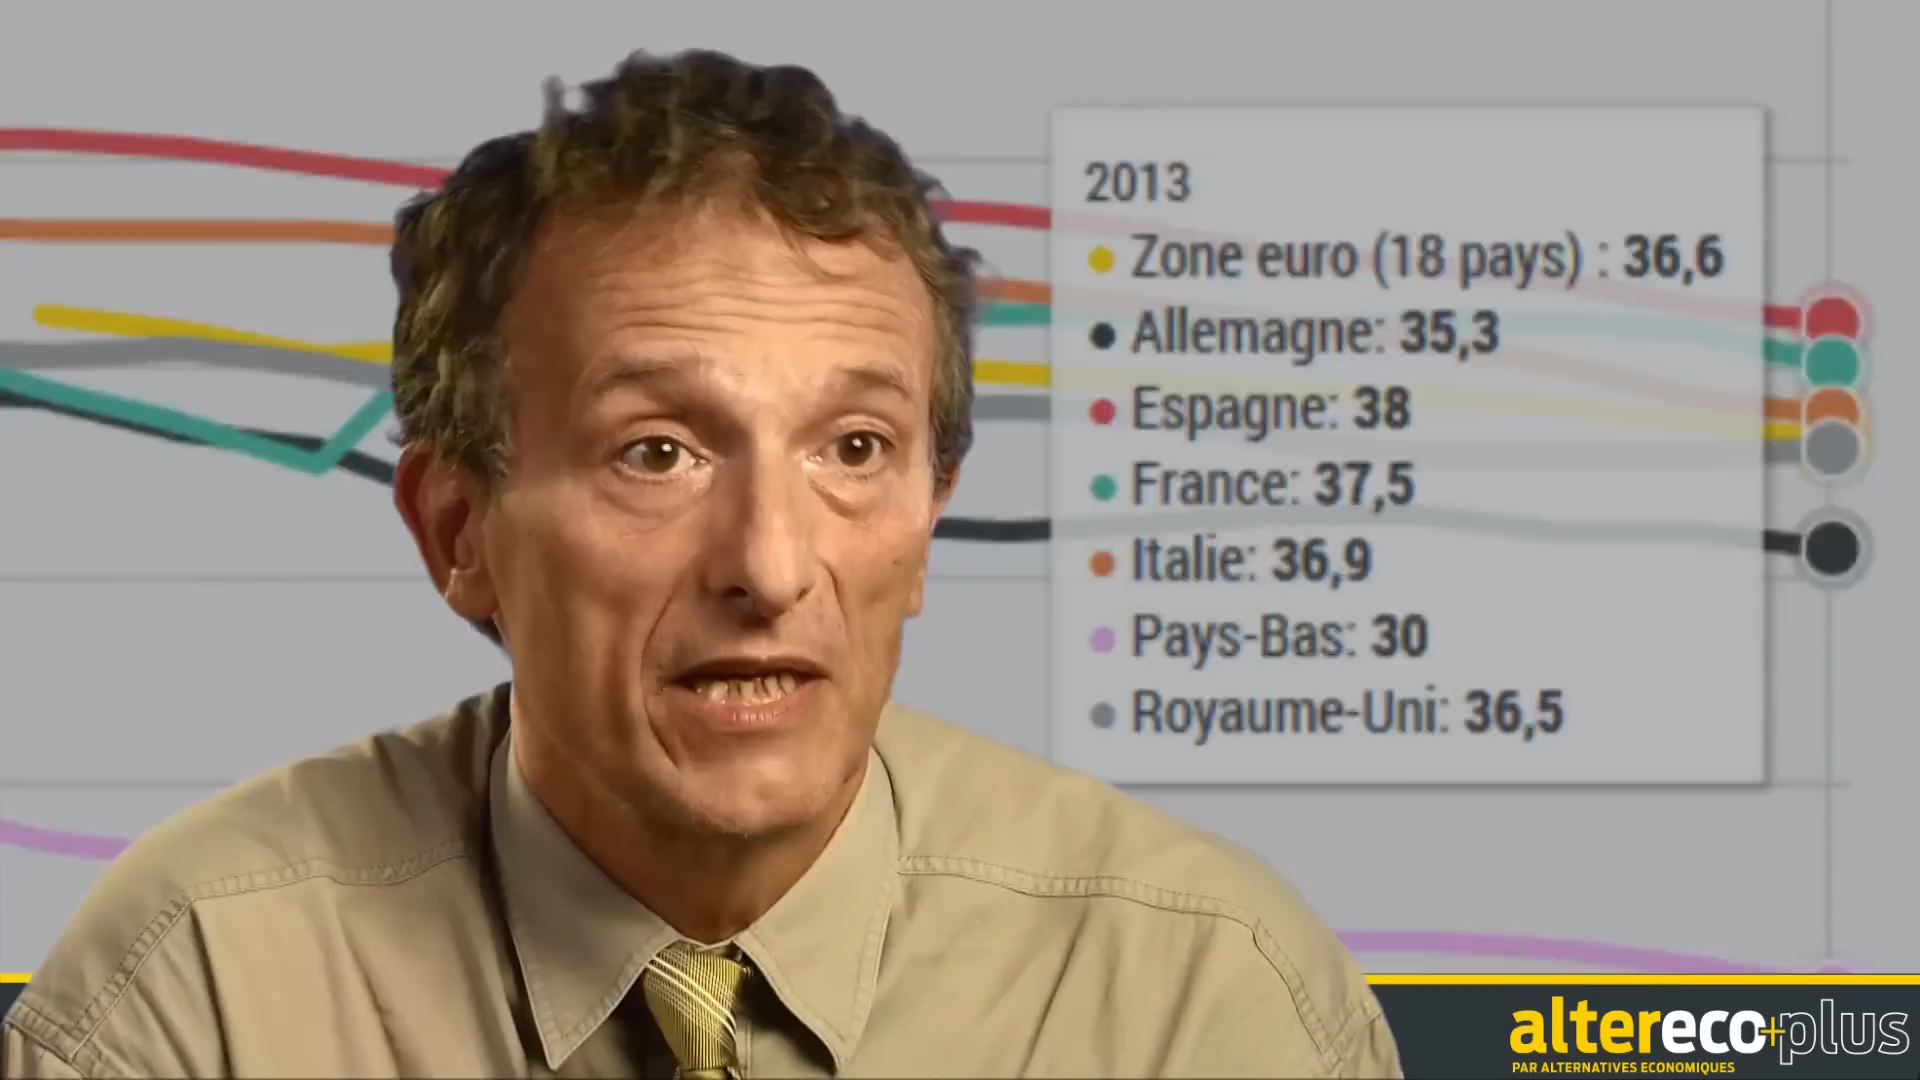 2013
Zone euro (18 pays) : 36,6
Allemagne: 35,3
Espagne: 38
France: 37,5
Italie: 36,9
Pays-Bas: 30
Royaume-Uni: 36,5
altereco+plus
PAR ALTERNATIVES ECONOMIQUES